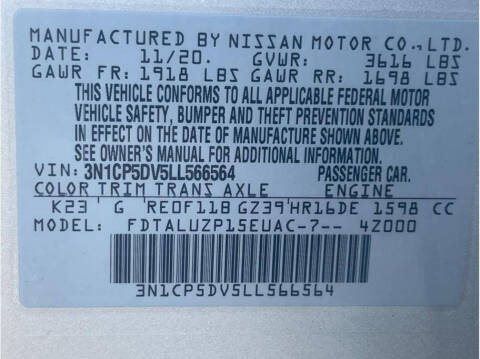 MANUFACTURED BY NISSAN MOTOR CO., LTD.
DATE: 11/20. GVWR: 3616 LBS
GAWR FR: 1918 LBS GAWR RR: 1698 LBS
THIS VEHICLE CONFORMS TO ALL APPLICABLE FEDERAL MOTOR
VEHICLE SAFETY, BUMPER AND THEFT PREVENTION STANDARDS
IN EFFECT ON THE DATE OF MANUFACTURE SHOWN ABOVE.
SEE OWNER'S MANUAL FOR ADDITIONAL INFORMATION.
VIN: 3N1CP5DV5LL566564 PASSENGER CAR.
COLOR TRIM TRANS AXLE ENGINE
K23 G RE0F11B GZ39 HR16DE 1598 CC
MODEL: FDTALUZP15EUAC-7-- 4Z000
3N1CP5DV5LL566564